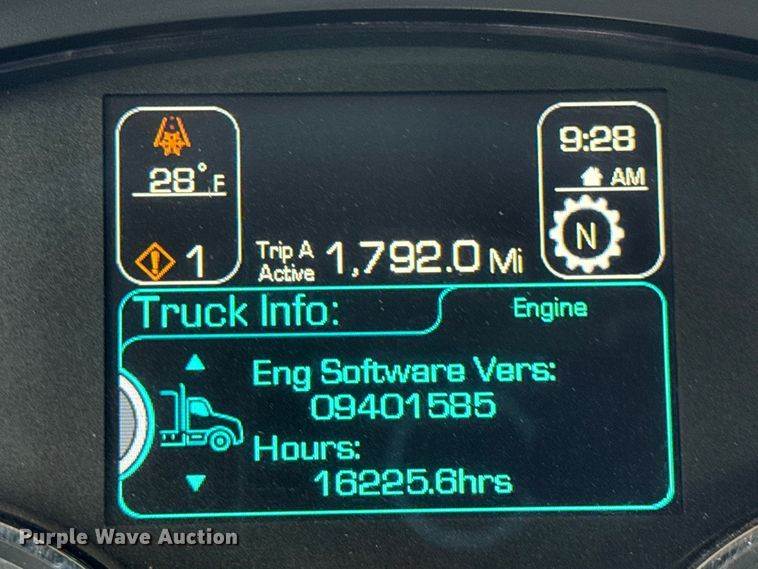 28°F
9:28
AM
N
1
Trip A
Active
1,792.0 Mi
Truck Info:
Engine
Eng Software Vers:
09401585
Hours:
16225.6hrs
Purple Wave Auction